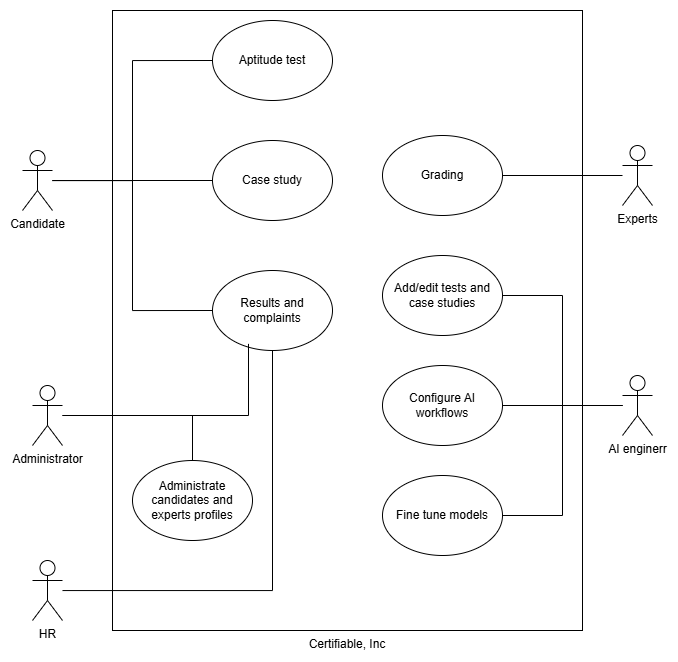 Aptitude test
Candidate
Case study
Grading
Experts
Results and
complaints
Add/edit tests and
case studies
Administrator
Configure AI
workflows
AI enginerr
Administrate
candidates and
experts profiles
Fine tune models
HR
Certifiable, Inc